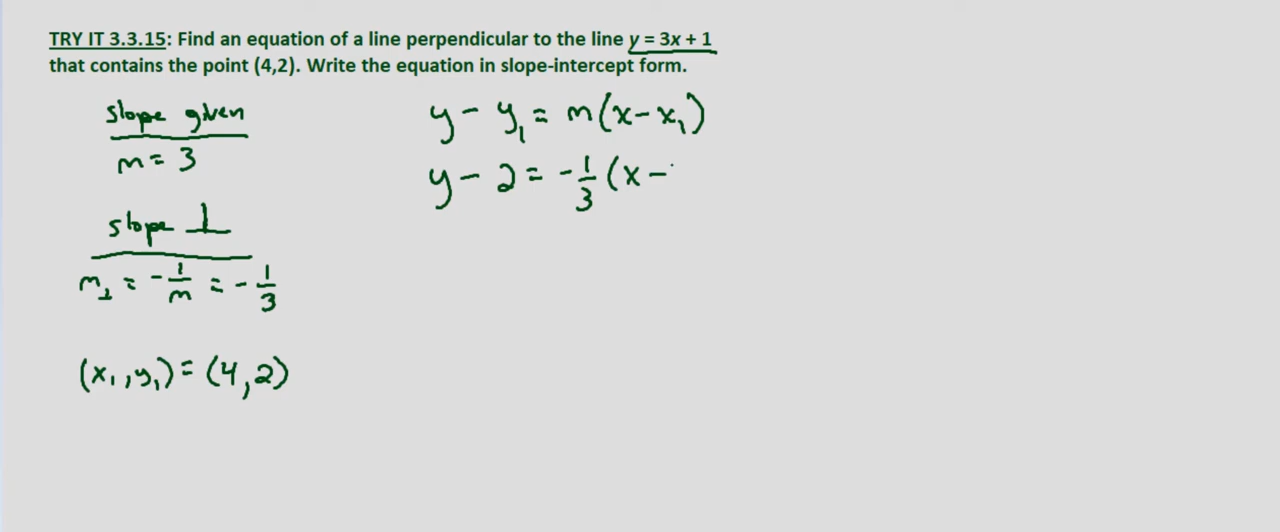 TRY IT 3.3.15: Find an equation of a line perpendicular to the line y = 3x + 1
that contains the point (4,2). Write the equation in slope-intercept form.
slope given
m = 3
slope ⊥
m⊥ = -1/m = -1/3
(x₁, y₁) = (4, 2)
y - y₁ = m(x - x₁)
y - 2 = -1/3 (x -